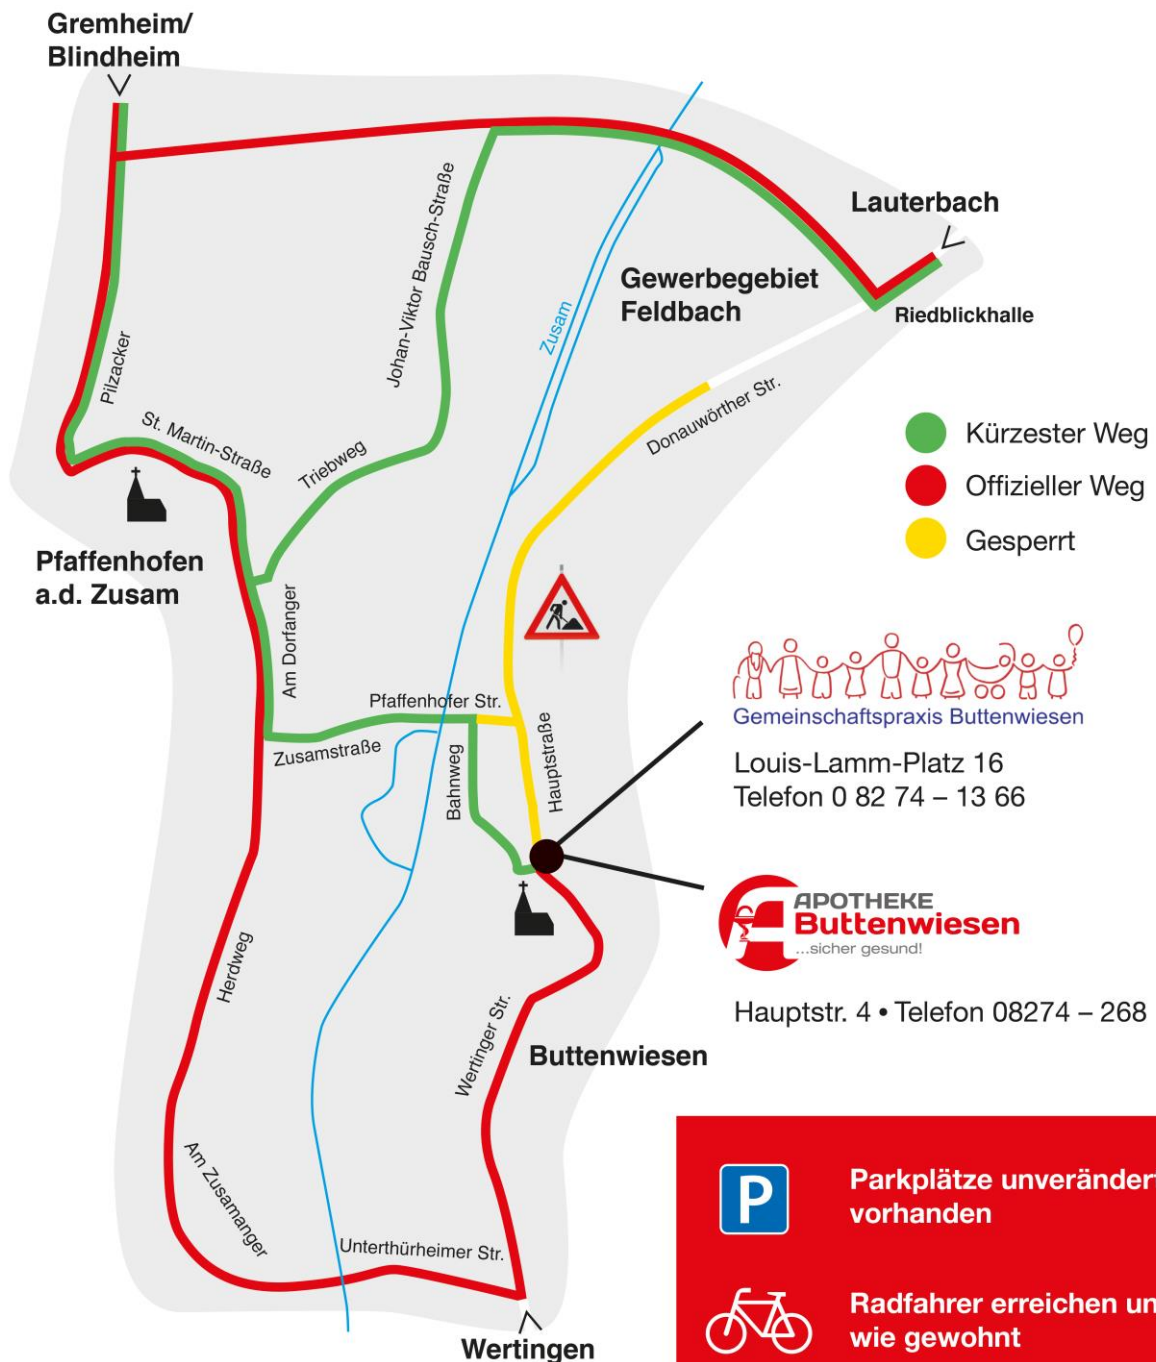 Gremheim/
Blindheim
Lauterbach
Gewerbegebiet
Feldbach
Riedblickhalle
Zusam
Johan-Viktor Bausch-Straße
Pilzacker
St. Martin-Straße
Triebweg
Donauwörther Str.
Kürzester Weg
Offizieller Weg
Gesperrt
Pfaffenhofen
a.d. Zusam
Am Dorfanger
Pfaffenhofer Str.
Zusamstraße
Bahnweg
Hauptstraße
Gemeinschaftspraxis Buttenwiesen
Louis-Lamm-Platz 16
Telefon 0 82 74 – 13 66
APOTHEKE
Buttenwiesen
...sicher gesund!
Hauptstr. 4 • Telefon 08274 – 268
Herdweg
Wertinger Str.
Buttenwiesen
Am Zusamanger
Unterthürheimer Str.
Wertingen
P
Parkplätze unverändert
vorhanden
Radfahrer erreichen
wie gewohnt